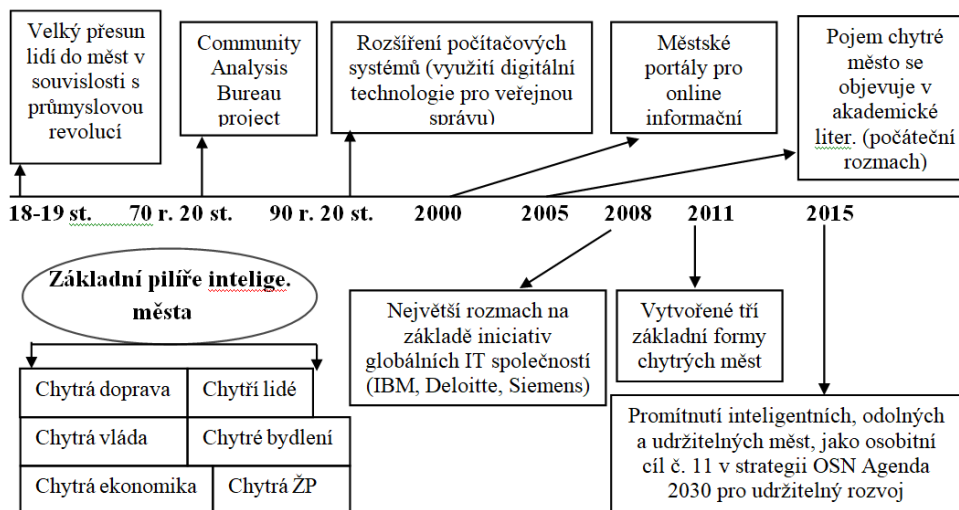 Velký přesun
lidí do měst v
souvislosti s
průmyslovou
revolucí
Community
Analysis
Bureau
project
Rozšíření počítačových
systémů (využití digitální
technologie pro veřejnou
správu)
Městské
portály pro
online
informační
Pojem chytré
město se
objevuje v
akademické
liter. (počáteční
rozmach)
18-19 st. 70 r. 20 st. 90 r. 20 st. 2000 2005 2008 2011 2015
Základní pilíře intelige.
města
Chytrá doprava
Chytří lidé
Chytrá vláda
Chytré bydlení
Chytrá ekonomika
Chytrá ŽP
Největší rozmach na
základě iniciativ
globálních IT společností
(IBM, Deloitte, Siemens)
Vytvořené tří
základní formy
chytrých měst
Promítnutí inteligentních, odolných
a udržitelných měst, jako osobitní
cíl č. 11 v strategii OSN Agenda
2030 pro udržitelný rozvoj